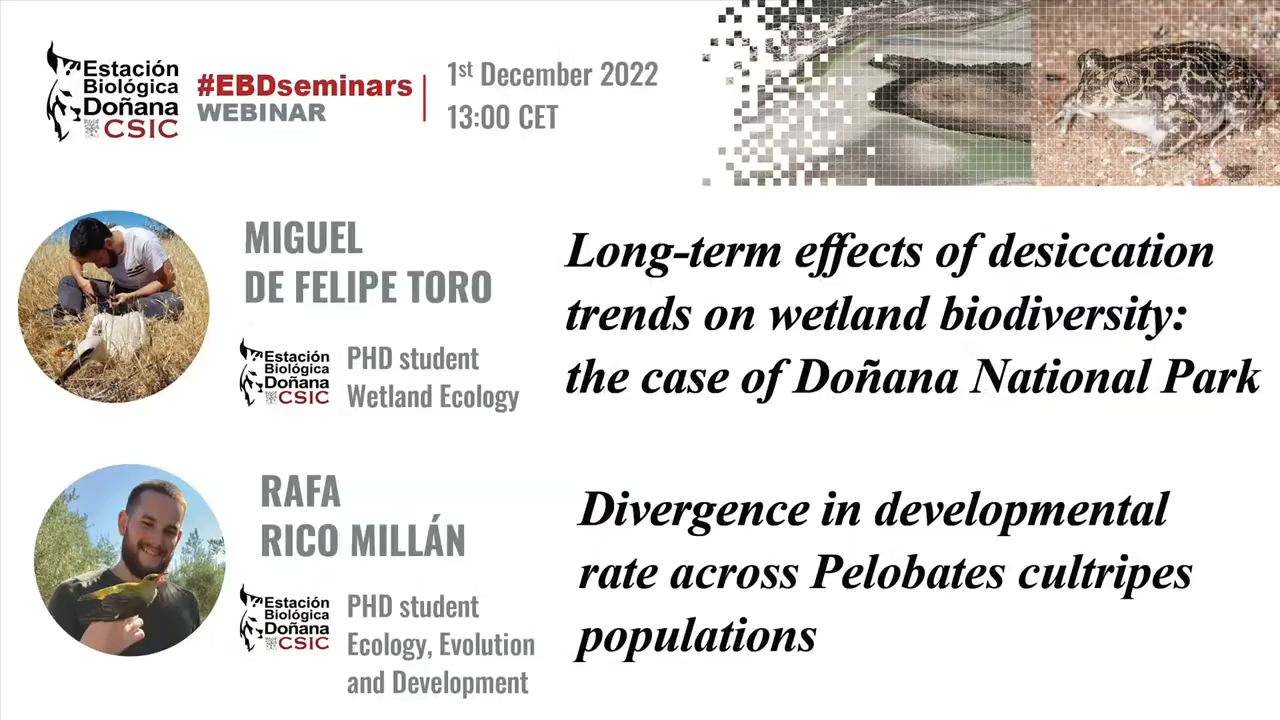 Estación
Biológica
Doñana
CSIC
#EBDseminars
WEBINAR
1st December 2022
13:00 CET
MIGUEL
DE FELIPE TORO
Estación
Biológica
Doñana
CSIC
PHD student
Wetland Ecology
Long-term effects of desiccation
trends on wetland biodiversity:
the case of Doñana National Park
RAFA
RICO MILLÁN
Estación
Biológica
Doñana
CSIC
PHD student
Ecology, Evolution
and Development
Divergence in developmental
rate across Pelobates cultripes
populations